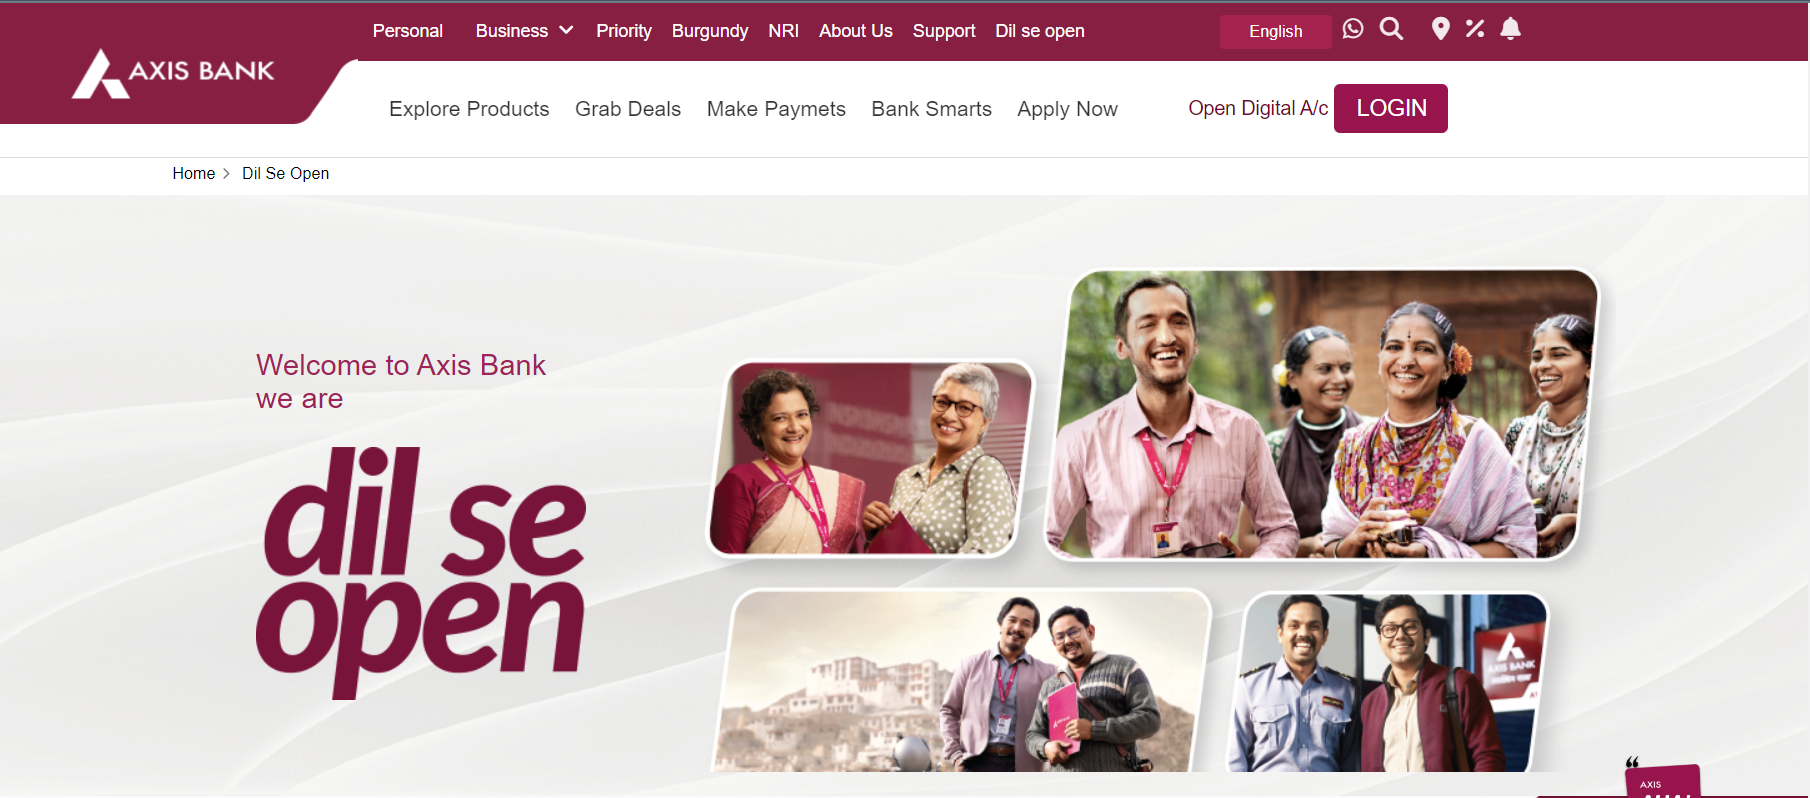 Personal Business Priority Burgundy NRI About Us Support Dil se open English
AXIS BANK
Explore Products Grab Deals Make Paymets Bank Smarts Apply Now Open Digital A/c LOGIN
Home > Dil Se Open
Welcome to Axis Bank
we are
dil se
open
AXIS BANK
AXIS